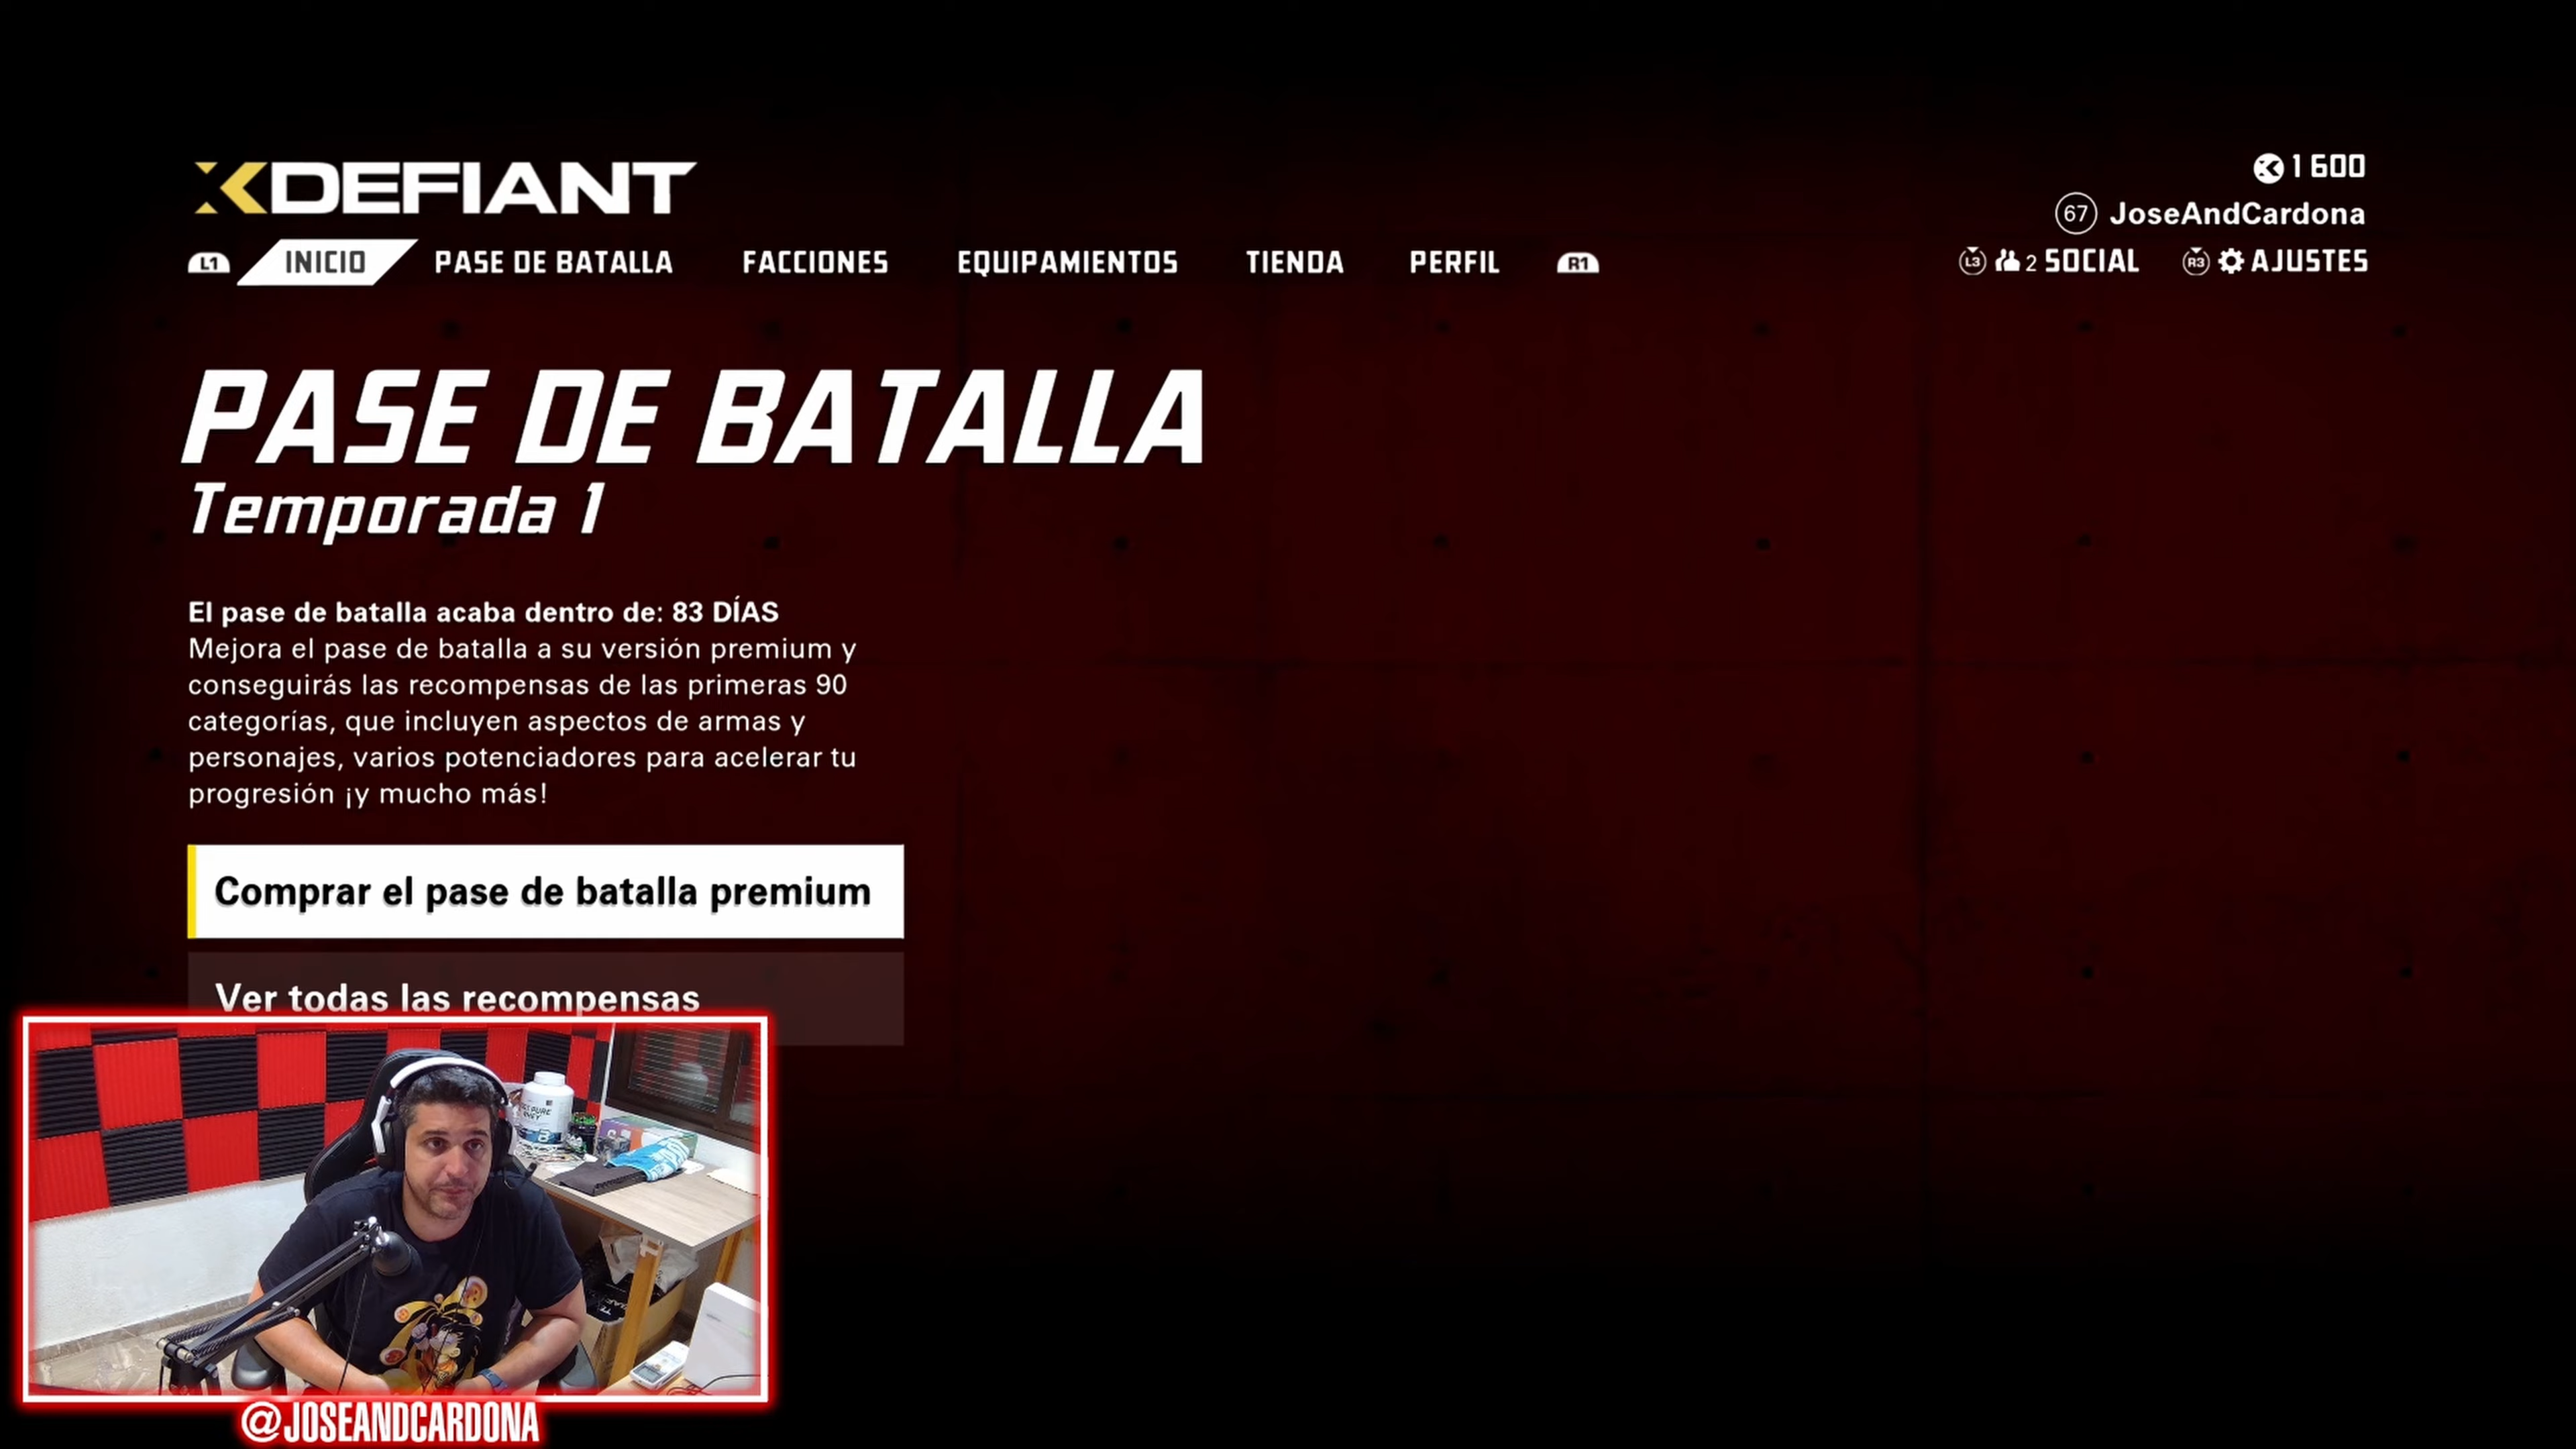 XDEFIANT
1 600
67 JoseAndCardona
L1 INICIO PASE DE BATALLA FACCIONES EQUIPAMIENTOS TIENDA PERFIL R1
L3 2 SOCIAL R3 AJUSTES
PASE DE BATALLA
Temporada 1
El pase de batalla acaba dentro de: 83 DÍAS
Mejora el pase de batalla a su versión premium y
conseguirás las recompensas de las primeras 90
categorías, que incluyen aspectos de armas y
personajes, varios potenciadores para acelerar tu
progresión ¡y mucho más!
Comprar el pase de batalla premium
Ver todas las recompensas
PURE
@JOSEANDCARDONA